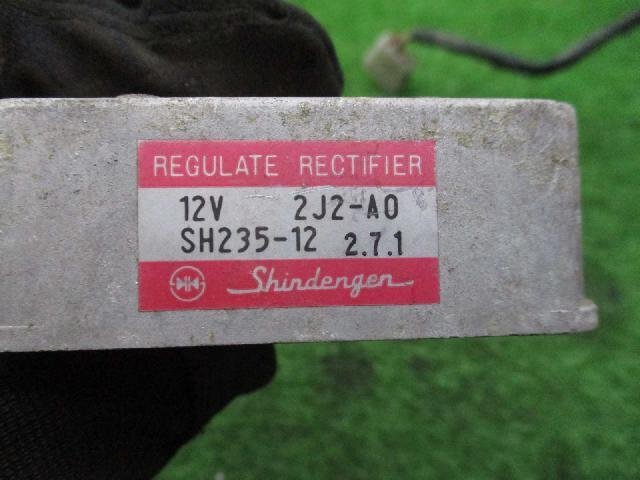 REGULATE RECTIFIER
12V 2J2-A0
SH235-12 2.7.1
Shindengen